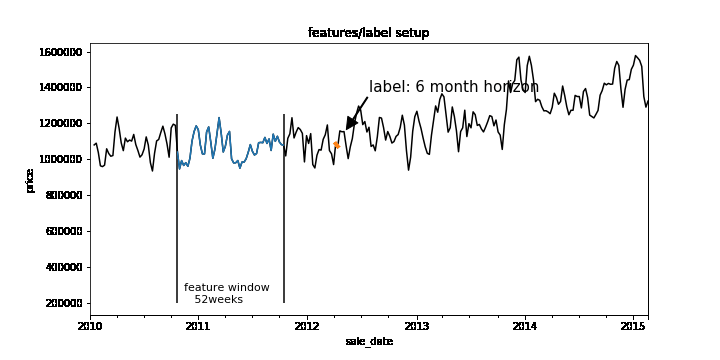 features/label setup
1600000
1400000
1200000
1000000
800000
600000
400000
200000
price
label: 6 month horizon
feature window
52weeks
2010
2011
2012
2013
2014
2015
sale_date